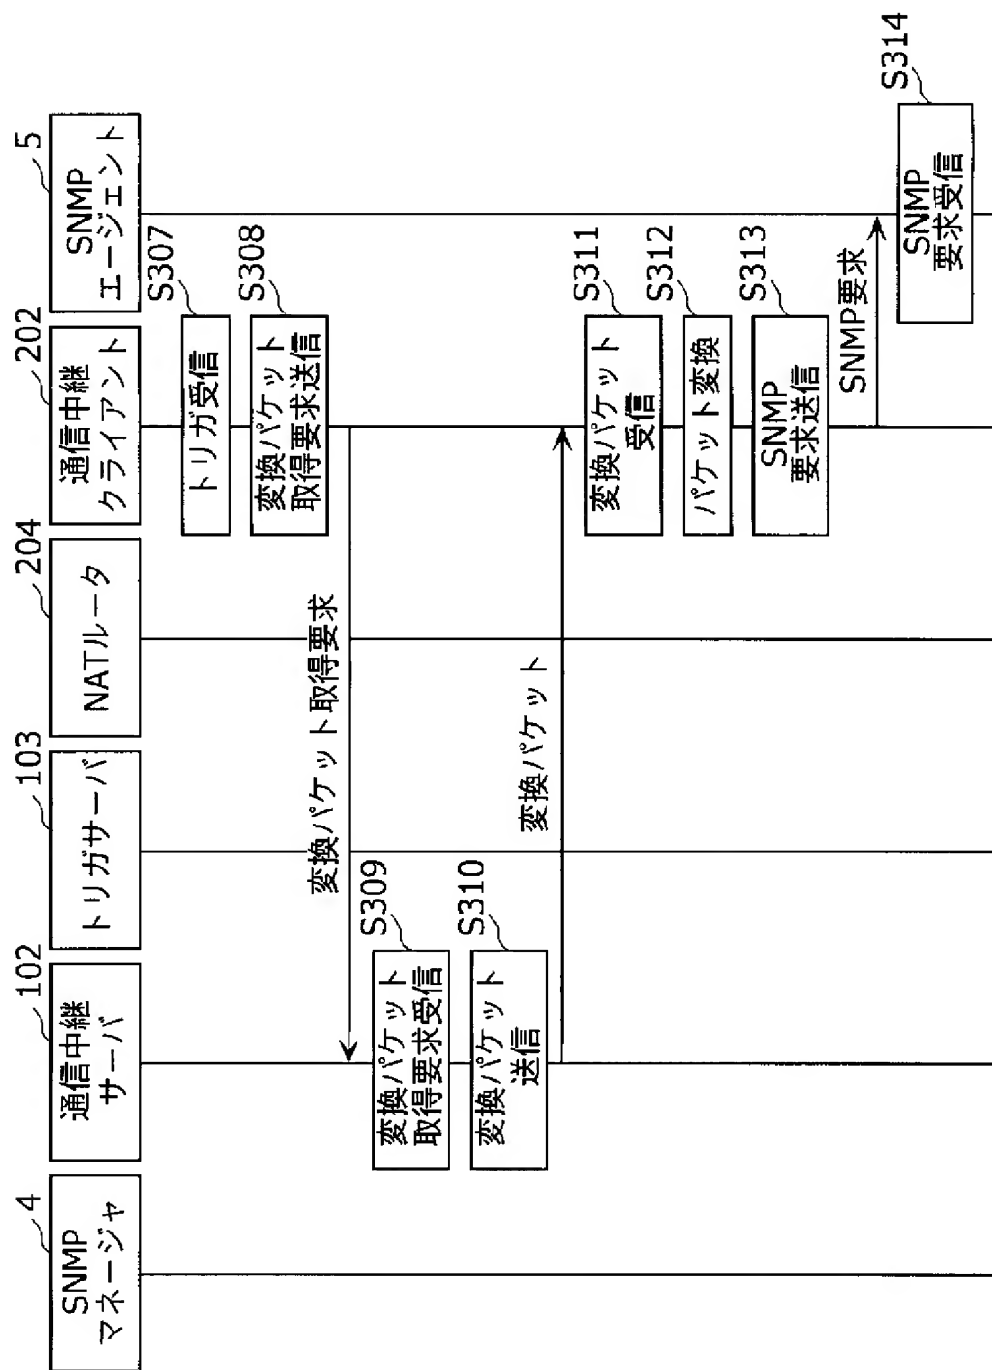 4
SNMP
マネージャ
102
通信中継
サーバ
103
トリガサーバ
204
NATルータ
202
通信中継
クライアント
5
SNMP
エージェント
S307
トリガ受信
S308
変換パケット
取得要求送信
変換パケット取得要求
S309
変換パケット
取得要求受信
S310
変換パケット
送信
変換パケット
S311
変換パケット
受信
S312
パケット変換
S313
SNMP
要求送信
SNMP要求
S314
SNMP
要求受信